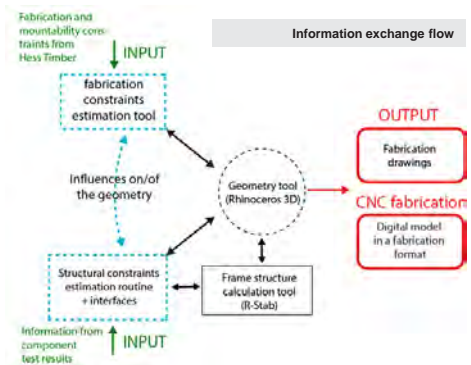 Fabrication and
mountability con-
straints from
Hess Timber
INPUT
Information exchange flow
fabrication
constraints
estimation tool
OUTPUT
Fabrication
drawings
Influences on/of
the geometry
Geometry tool
(Rhinoceros 3D)
CNC fabrication
Digital model
in a fabrication
format
Structural constraints
estimation routine
+ interfaces
Frame structure
calculation tool
(R-Stab)
Information from
component
test results
INPUT